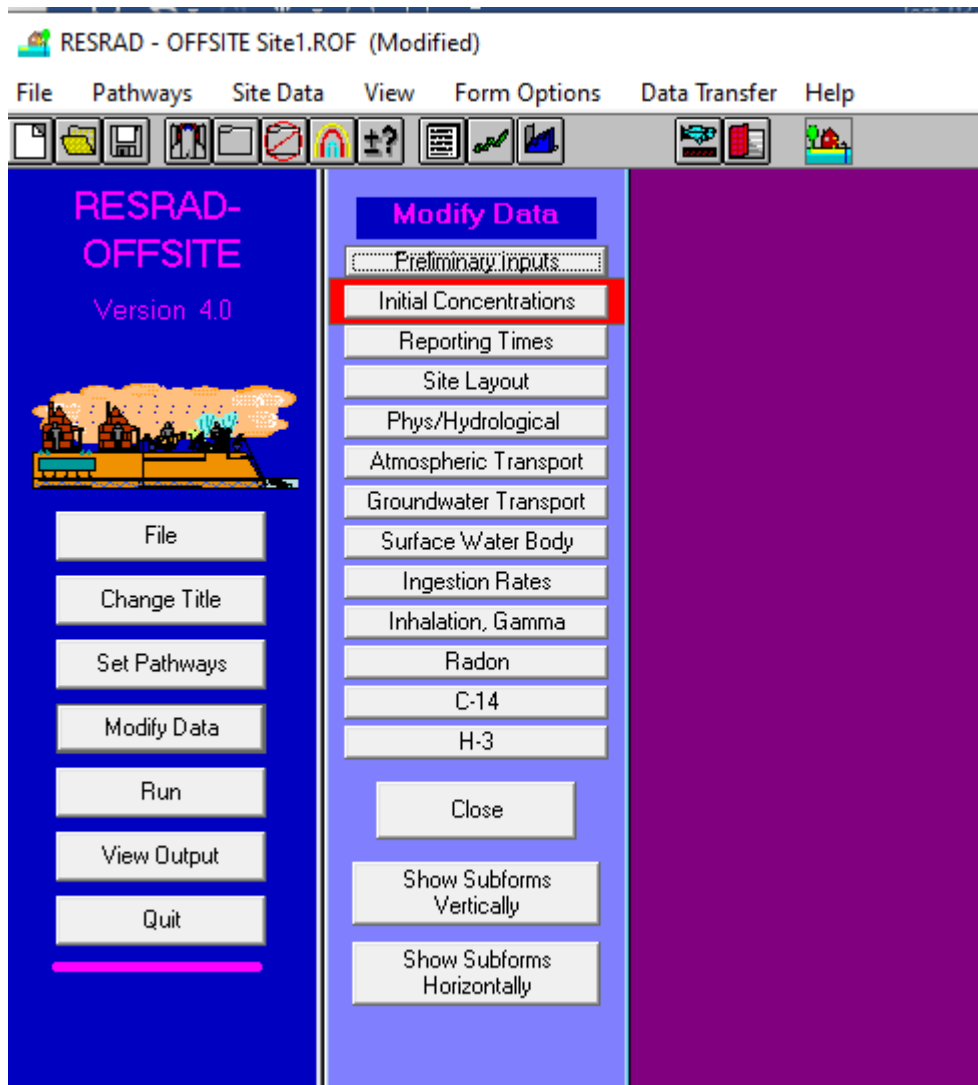 RESRAD - OFFSITE Site1.ROF (Modified)
File Pathways Site Data View Form Options Data Transfer Help
±?
RESRAD-
OFFSITE
Version 4.0
File
Change Title
Set Pathways
Modify Data
Run
View Output
Quit
Modify Data
Preliminary inputs
Initial Concentrations
Reporting Times
Site Layout
Phys/Hydrological
Atmospheric Transport
Groundwater Transport
Surface Water Body
Ingestion Rates
Inhalation, Gamma
Radon
C-14
H-3
Close
Show Subforms
Vertically
Show Subforms
Horizontally